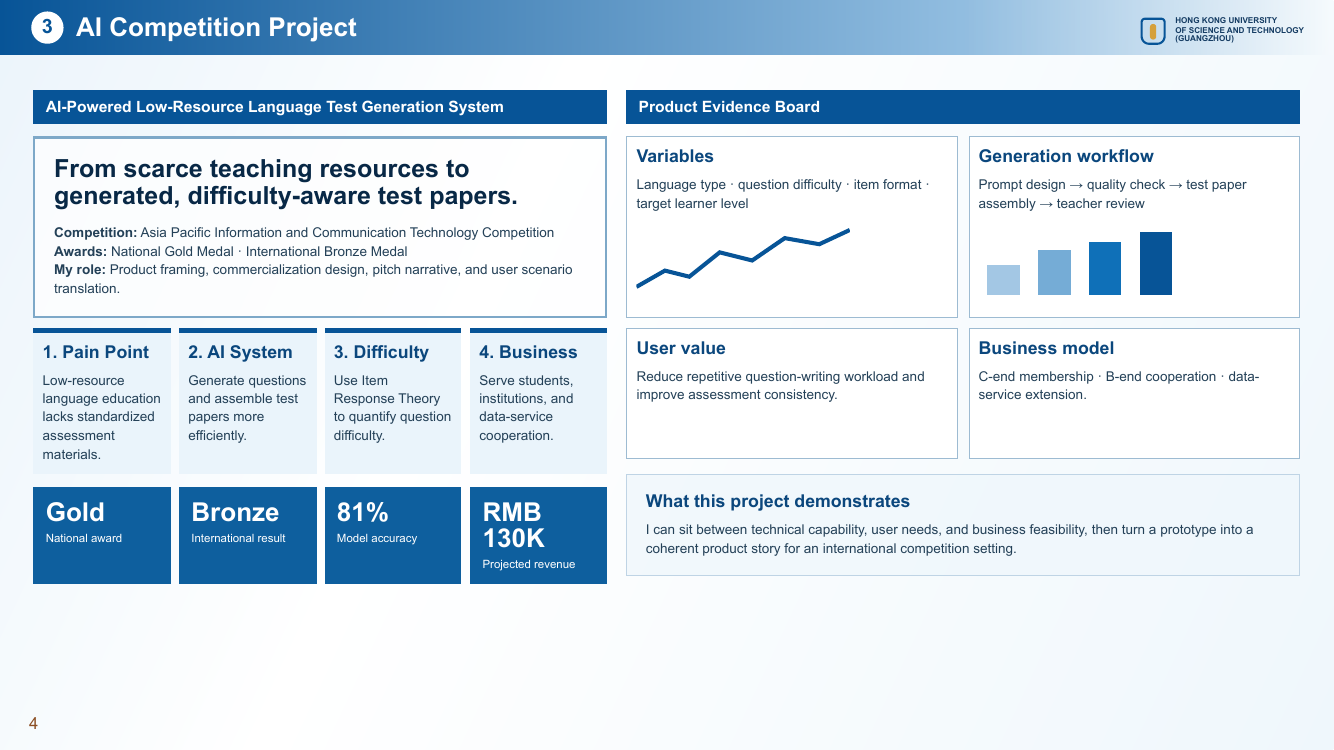 3
AI Competition Project
HONG KONG UNIVERSITY
OF SCIENCE AND TECHNOLOGY
(GUANGZHOU)
AI-Powered Low-Resource Language Test Generation System
From scarce teaching resources to
generated, difficulty-aware test papers.
Competition: Asia Pacific Information and Communication Technology Competition
Awards: National Gold Medal · International Bronze Medal
My role: Product framing, commercialization design, pitch narrative, and user scenario
translation.
1. Pain Point
Low-resource
language education
lacks standardized
assessment
materials.
2. AI System
Generate questions
and assemble test
papers more
efficiently.
3. Difficulty
Use Item
Response Theory
to quantify question
difficulty.
4. Business
Serve students,
institutions, and
data-service
cooperation.
Gold
National award
Bronze
International result
81%
Model accuracy
RMB
130K
Projected revenue
Product Evidence Board
Variables
Language type · question difficulty · item format ·
target learner level
Generation workflow
Prompt design → quality check → test paper
assembly → teacher review
User value
Reduce repetitive question-writing workload and
improve assessment consistency.
Business model
C-end membership · B-end cooperation · data-
service extension.
What this project demonstrates
I can sit between technical capability, user needs, and business feasibility, then turn a prototype into a
coherent product story for an international competition setting.
4